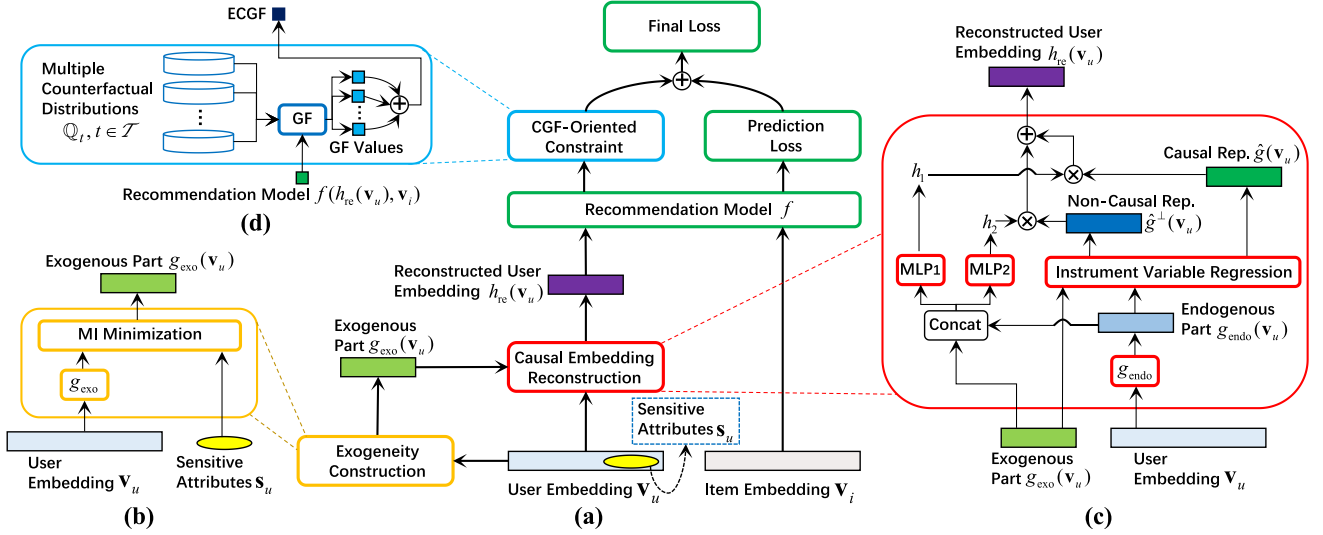 ECGF
Multiple
Counterfactual
Distributions
ℚ_t, t ∈ 𝒯
GF
GF Values
Recommendation Model f(h_re(v_u), v_i)
(d)
Exogenous Part g_exo(v_u)
MI Minimization
g_exo
User
Embedding v_u
Sensitive
Attributes s_u
(b)
Final Loss
CGF-Oriented
Constraint
Prediction
Loss
Recommendation Model f
Reconstructed User
Embedding h_re(v_u)
Exogenous
Part g_exo(v_u)
Causal Embedding
Reconstruction
Sensitive
Attributes s_u
Exogeneity
Construction
User Embedding v_u
Item Embedding v_i
(a)
Reconstructed User
Embedding h_re(v_u)
Causal Rep. ĝ(v_u)
h_1
Non-Causal Rep.
ĝ^⊥(v_u)
h_2
MLP1
MLP2
Instrument Variable Regression
Concat
Endogenous
Part g_endo(v_u)
g_endo
Exogenous
Part g_exo(v_u)
User
Embedding v_u
(c)